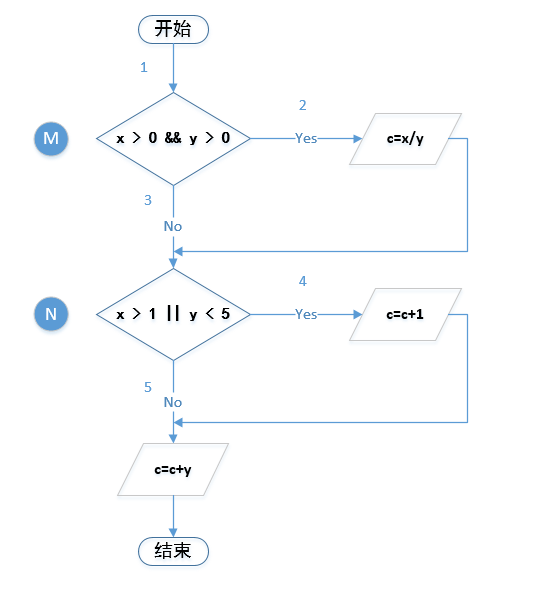 开始
1
2
M
x > 0 && y > 0
Yes
c=x/y
3
No
4
N
x > 1 || y < 5
Yes
c=c+1
5
No
c=c+y
结束